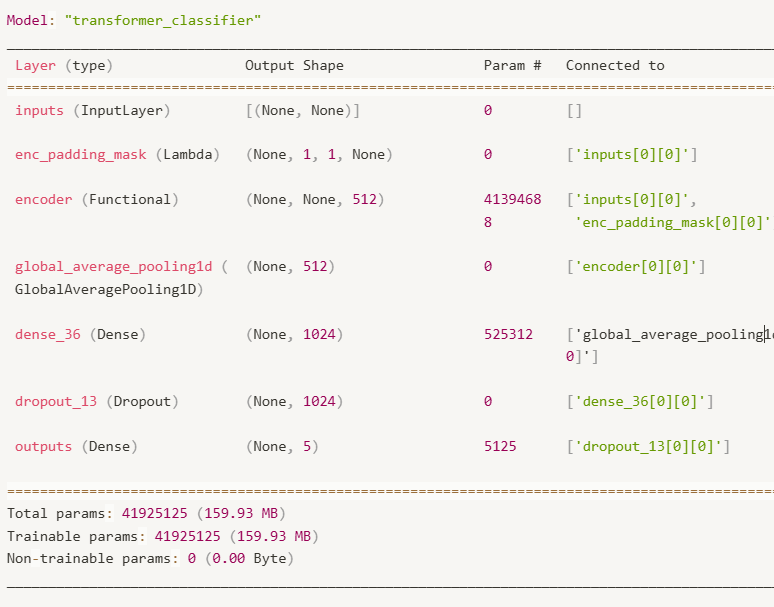 Model: "transformer_classifier"
Layer (type) Output Shape Param # Connected to
inputs (InputLayer) [(None, None)] 0 []
enc_padding_mask (Lambda) (None, 1, 1, None) 0 ['inputs[0][0]']
encoder (Functional) (None, None, 512) 4139468 ['inputs[0][0]',
8 'enc_padding_mask[0][0]'
global_average_pooling1d ( (None, 512) 0 ['encoder[0][0]']
GlobalAveragePooling1D)
dense_36 (Dense) (None, 1024) 525312 ['global_average_pooling1d
0]']
dropout_13 (Dropout) (None, 1024) 0 ['dense_36[0][0]']
outputs (Dense) (None, 5) 5125 ['dropout_13[0][0]']
Total params: 41925125 (159.93 MB)
Trainable params: 41925125 (159.93 MB)
Non-trainable params: 0 (0.00 Byte)